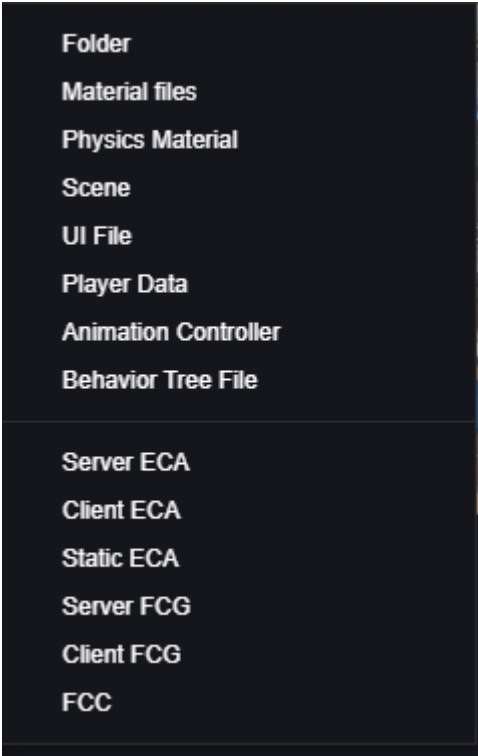 Folder
Material files
Physics Material
Scene
UI File
Player Data
Animation Controller
Behavior Tree File
Server ECA
Client ECA
Static ECA
Server FCG
Client FCG
FCC